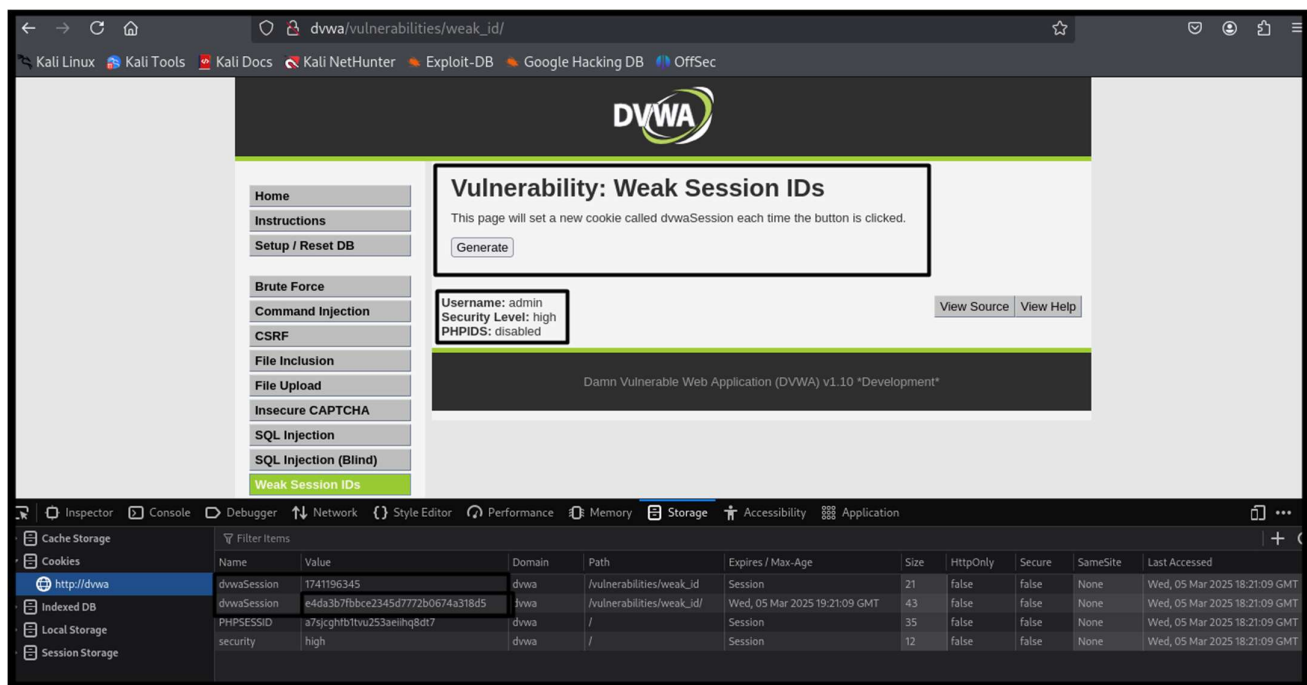 dvwa/vulnerabilities/weak_id/
Kali Linux Kali Tools Kali Docs Kali NetHunter Exploit-DB Google Hacking DB OffSec
DVWA
Home
Instructions
Setup / Reset DB
Brute Force
Command Injection
CSRF
File Inclusion
File Upload
Insecure CAPTCHA
SQL Injection
SQL Injection (Blind)
Weak Session IDs
Vulnerability: Weak Session IDs
This page will set a new cookie called dvwaSession each time the button is clicked.
Generate
Username: admin
Security Level: high
PHPIDS: disabled
View Source View Help
Damn Vulnerable Web Application (DVWA) v1.10 *Development*
Inspector Console Debugger Network Style Editor Performance Memory Storage Accessibility Application
Cache Storage
Cookies
http://dvwa
Indexed DB
Local Storage
Session Storage
Filter Items
Name Value Domain Path Expires / Max-Age Size HttpOnly Secure SameSite Last Accessed
dvwaSession 1741196345 dvwa /vulnerabilities/weak_id Session 21 false false None Wed, 05 Mar 2025 18:21:09 GMT
dvwaSession e4da3b7fbbce2345d7772b0674a318d5 dvwa /vulnerabilities/weak_id/ Wed, 05 Mar 2025 19:21:09 GMT 43 false false None Wed, 05 Mar 2025 18:21:09 GMT
PHPSESSID a7sjcghfb1tvu253aeiihq8dt7 dvwa / Session 35 false false None Wed, 05 Mar 2025 18:21:09 GMT
security high dvwa / Session 12 false false None Wed, 05 Mar 2025 18:21:09 GMT